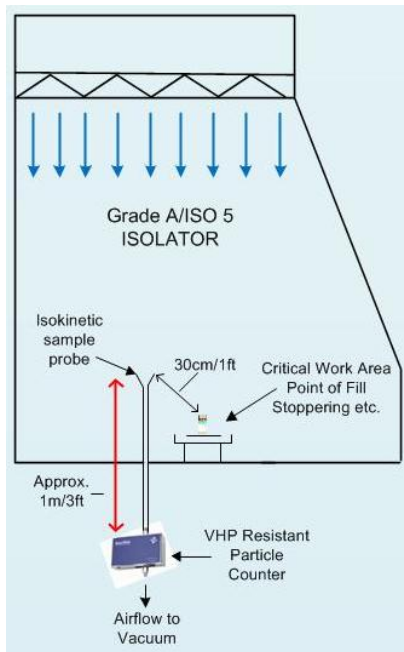 Grade A/ISO 5
ISOLATOR
Isokinetic
sample
probe
30cm/1ft
Critical Work Area
Point of Fill
Stoppering etc.
Approx.
1m/3ft
VHP Resistant
Particle
Counter
Airflow to
Vacuum